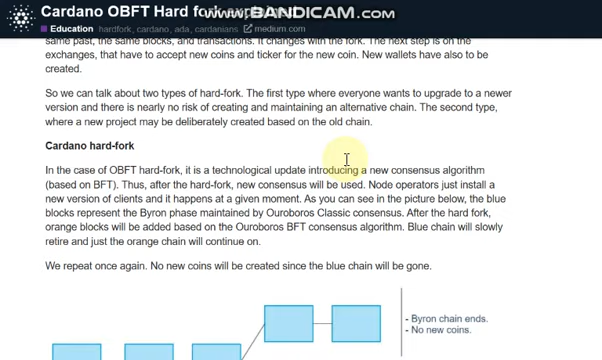 Cardano OBFT Hard fork
www.BANDICAM.com
Education hardfork, cardano, ada, cardanians medium.com
same past, the same blocks, and transactions. It changes with the fork. The next step is on the
exchanges, that have to accept new coins and ticker for the new coin. New wallets have also to be
created.
So we can talk about two types of hard-fork. The first type where everyone wants to upgrade to a newer
version and there is nearly no risk of creating and maintaining an alternative chain. The second type,
where a new project may be deliberately created based on the old chain.
Cardano hard-fork
In the case of OBFT hard-fork, it is a technological update introducing a new consensus algorithm
(based on BFT). Thus, after the hard-fork, new consensus will be used. Node operators just install a
new version of clients and it happens at a given moment. As you can see in the picture below, the blue
blocks represent the Byron phase maintained by Ouroboros Classic consensus. After the hard fork,
orange blocks will be added based on the Ouroboros BFT consensus algorithm. Blue chain will slowly
retire and just the orange chain will continue on.
We repeat once again. No new coins will be created since the blue chain will be gone.
- Byron chain ends.
- No new coins.